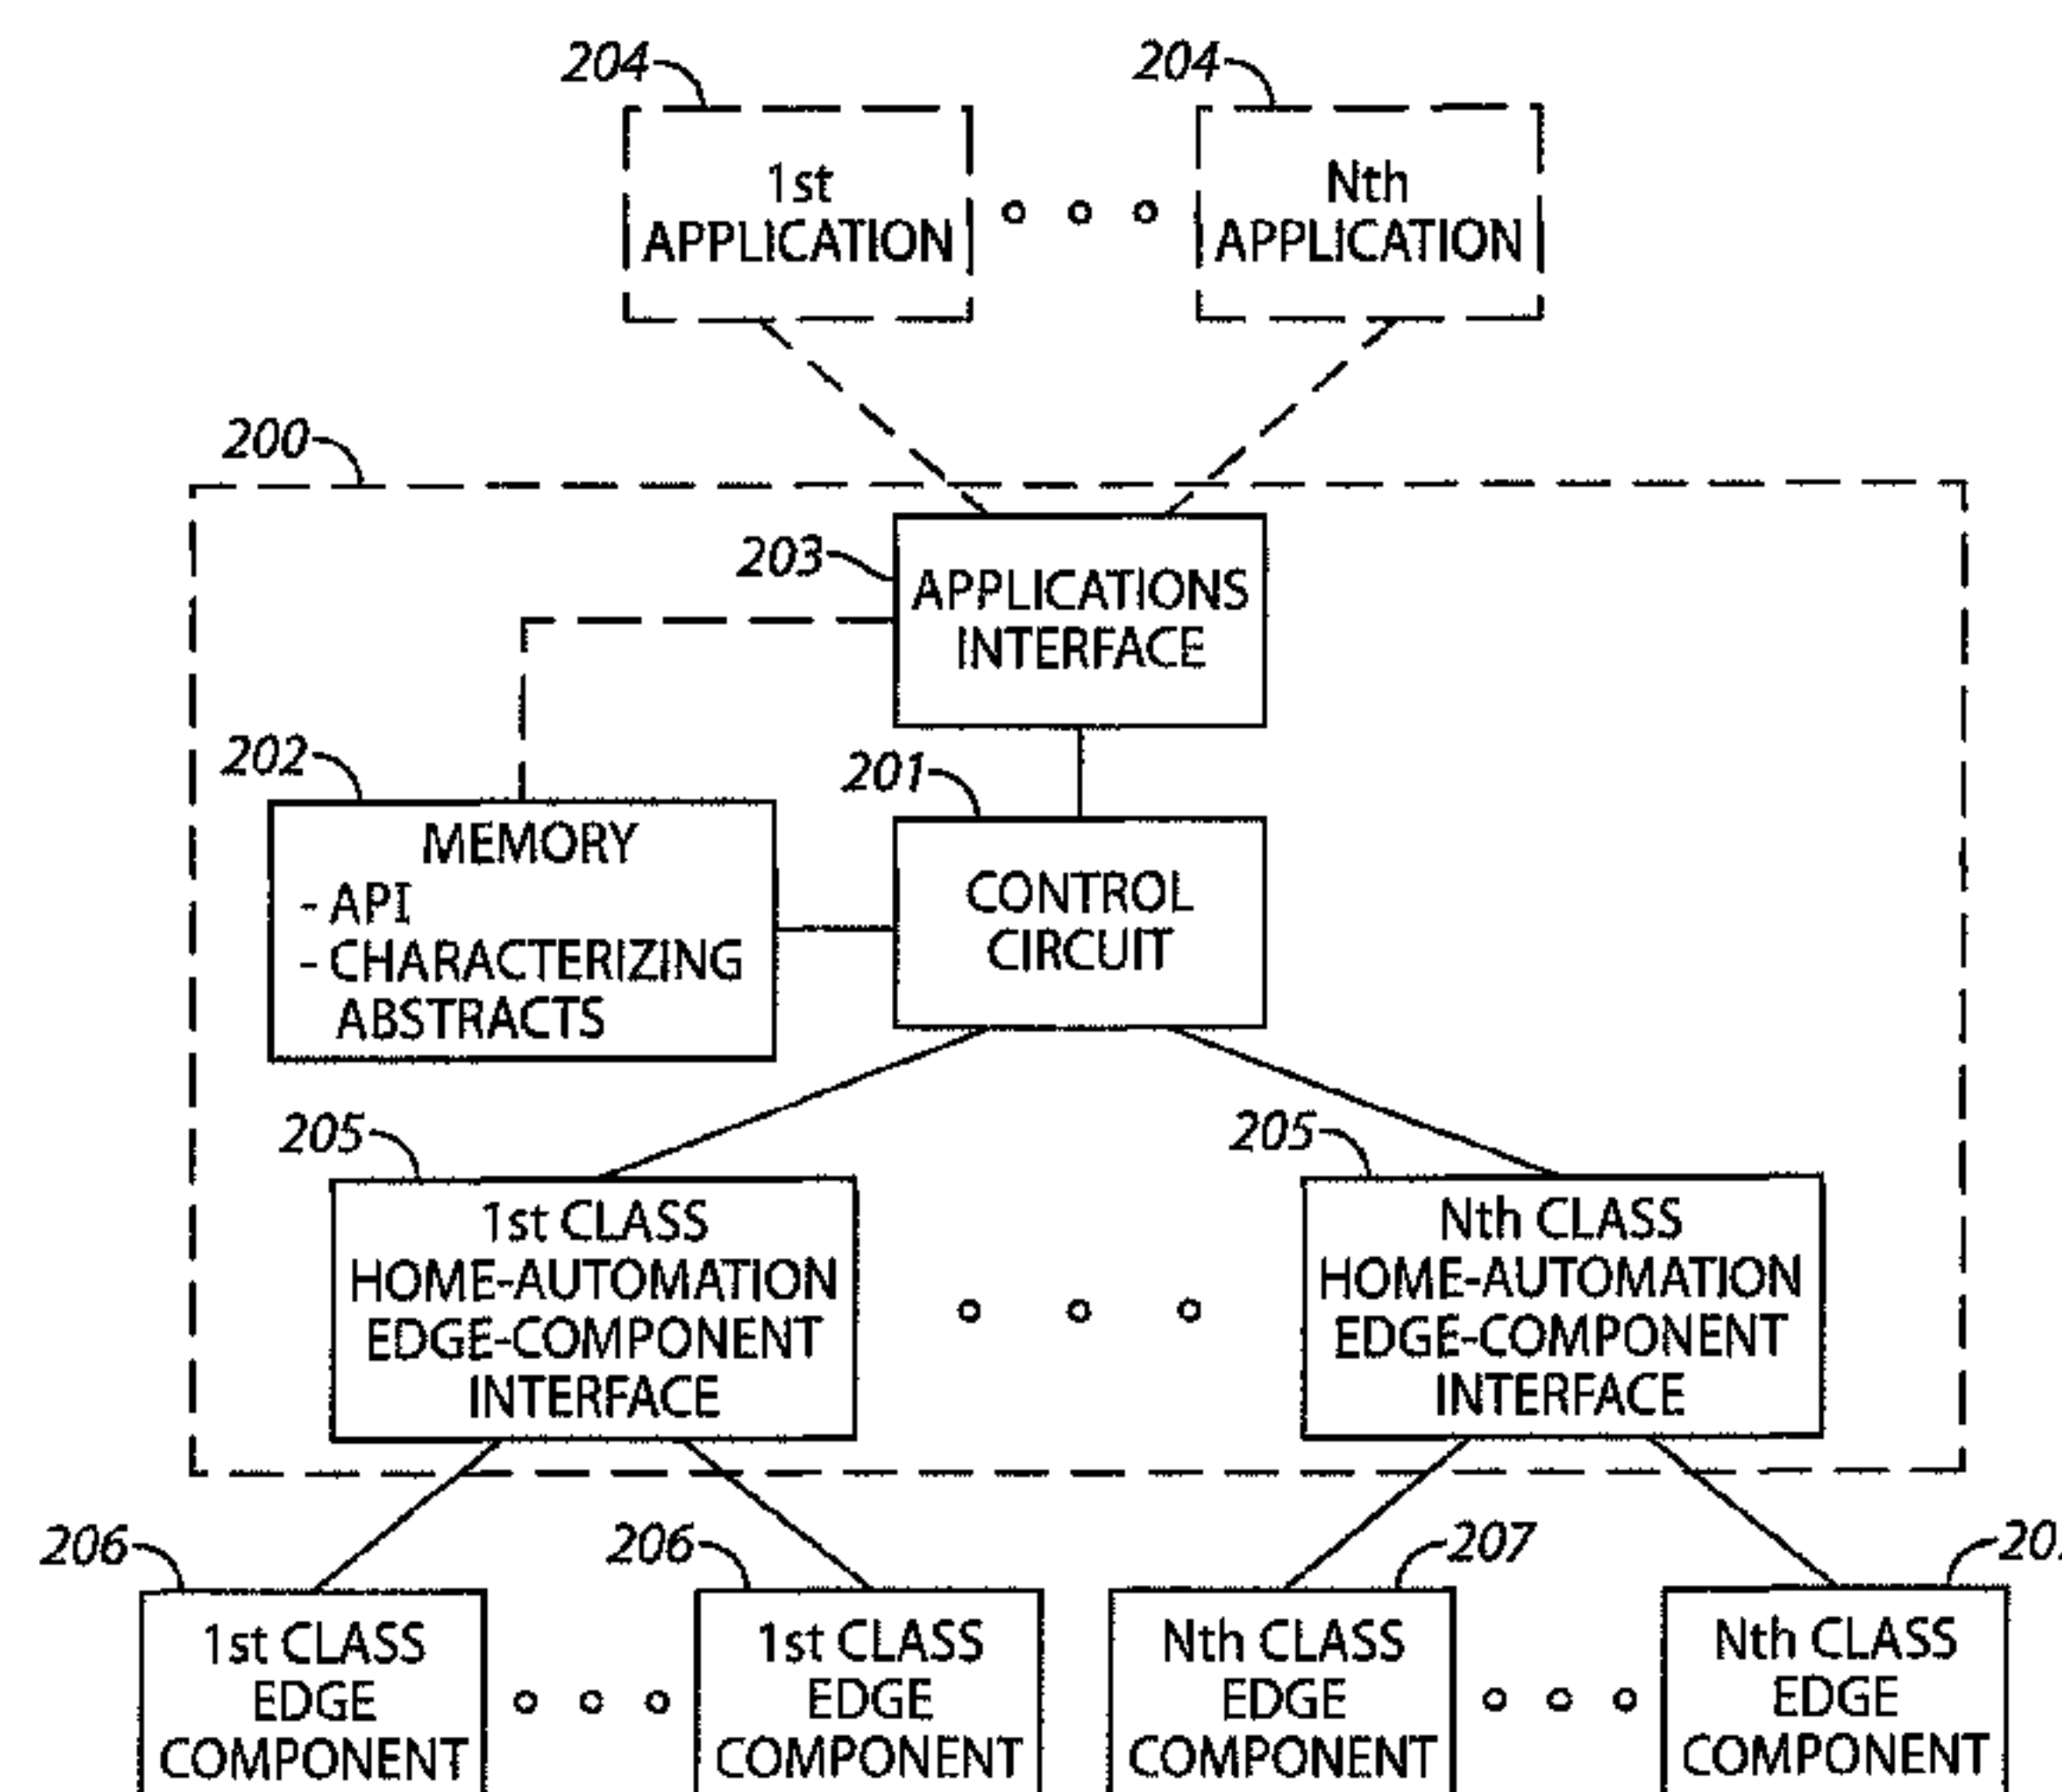 204
204
1st
APPLICATION
Nth
APPLICATION
200
203
APPLICATIONS
INTERFACE
202
MEMORY
- API
- CHARACTERIZING
ABSTRACTS
201
CONTROL
CIRCUIT
205
1st CLASS
HOME-AUTOMATION
EDGE-COMPONENT
INTERFACE
205
Nth CLASS
HOME-AUTOMATION
EDGE-COMPONENT
INTERFACE
206
206
207
1st CLASS
EDGE
COMPONENT
1st CLASS
EDGE
COMPONENT
Nth CLASS
EDGE
COMPONENT
Nth CLASS
EDGE
COMPONENT